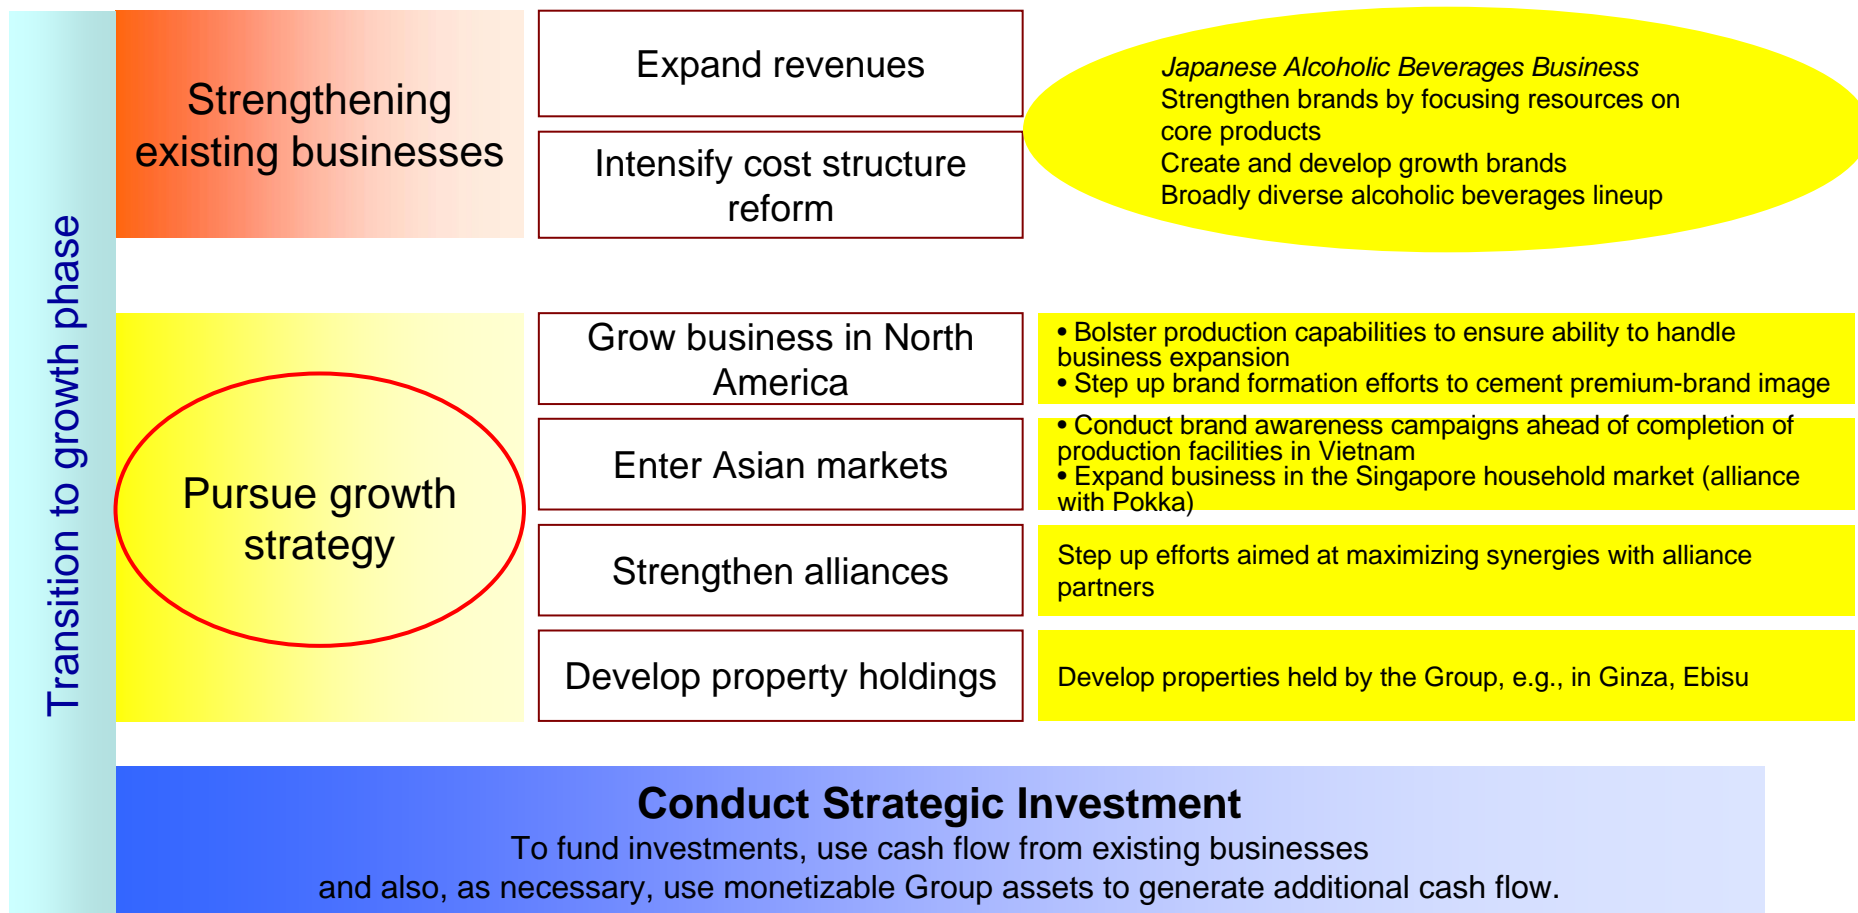 Transition to growth phase
Strengthening
existing businesses
Expand revenues
Intensify cost structure
reform
Japanese Alcoholic Beverages Business
Strengthen brands by focusing resources on
core products
Create and develop growth brands
Broadly diverse alcoholic beverages lineup
Pursue growth
strategy
Grow business in North
America
• Bolster production capabilities to ensure ability to handle
business expansion
• Step up brand formation efforts to cement premium-brand image
Enter Asian markets
• Conduct brand awareness campaigns ahead of completion of
production facilities in Vietnam
• Expand business in the Singapore household market (alliance
with Pokka)
Strengthen alliances
Step up efforts aimed at maximizing synergies with alliance
partners
Develop property holdings
Develop properties held by the Group, e.g., in Ginza, Ebisu
Conduct Strategic Investment
To fund investments, use cash flow from existing businesses
and also, as necessary, use monetizable Group assets to generate additional cash flow.